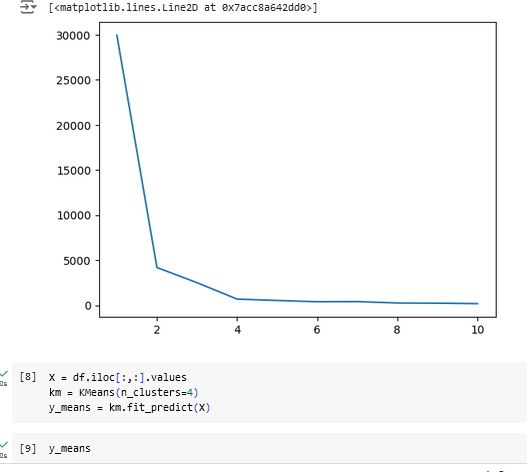 [<matplotlib.lines.Line2D at 0x7acc8a642dd0>]
30000
25000
20000
15000
10000
5000
0
2 4 6 8 10
[8] X = df.iloc[:,:].values
km = KMeans(n_clusters=4)
y_means = km.fit_predict(X)
0s
[9] y_means
0s